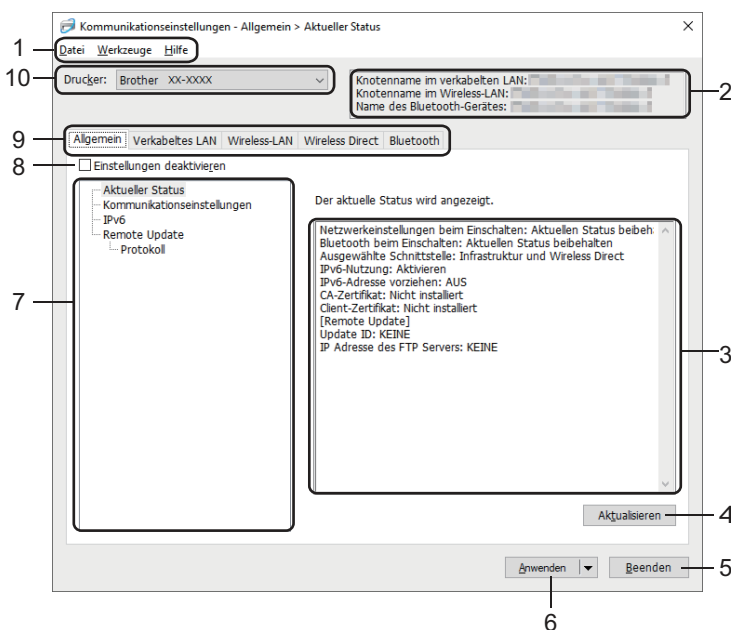 Kommunikationseinstellungen - Allgemein > Aktueller Status
1
Datei Werkzeuge Hilfe
10
Drucker: Brother XX-XXXX
Knotenname im verkabelten LAN:
Knotenname im Wireless-LAN:
Name des Bluetooth-Gerätes:
2
9
Allgemein Verkabeltes LAN Wireless-LAN Wireless Direct Bluetooth
8
Einstellungen deaktivieren
Aktueller Status
Kommunikationseinstellungen
IPv6
Remote Update
Protokoll
7
Der aktuelle Status wird angezeigt.
Netzwerkeinstellungen beim Einschalten: Aktuellen Status beibeh
Bluetooth beim Einschalten: Aktuellen Status beibehalten
Ausgewählte Schnittstelle: Infrastruktur und Wireless Direct
IPv6-Nutzung: Aktivieren
IPv6-Adresse vorziehen: AUS
CA-Zertifikat: Nicht installiert
Client-Zertifikat: Nicht installiert
[Remote Update]
Update ID: KEINE
IP Adresse des FTP Servers: KEINE
3
Aktualisieren
4
Anwenden
Beenden
5
6